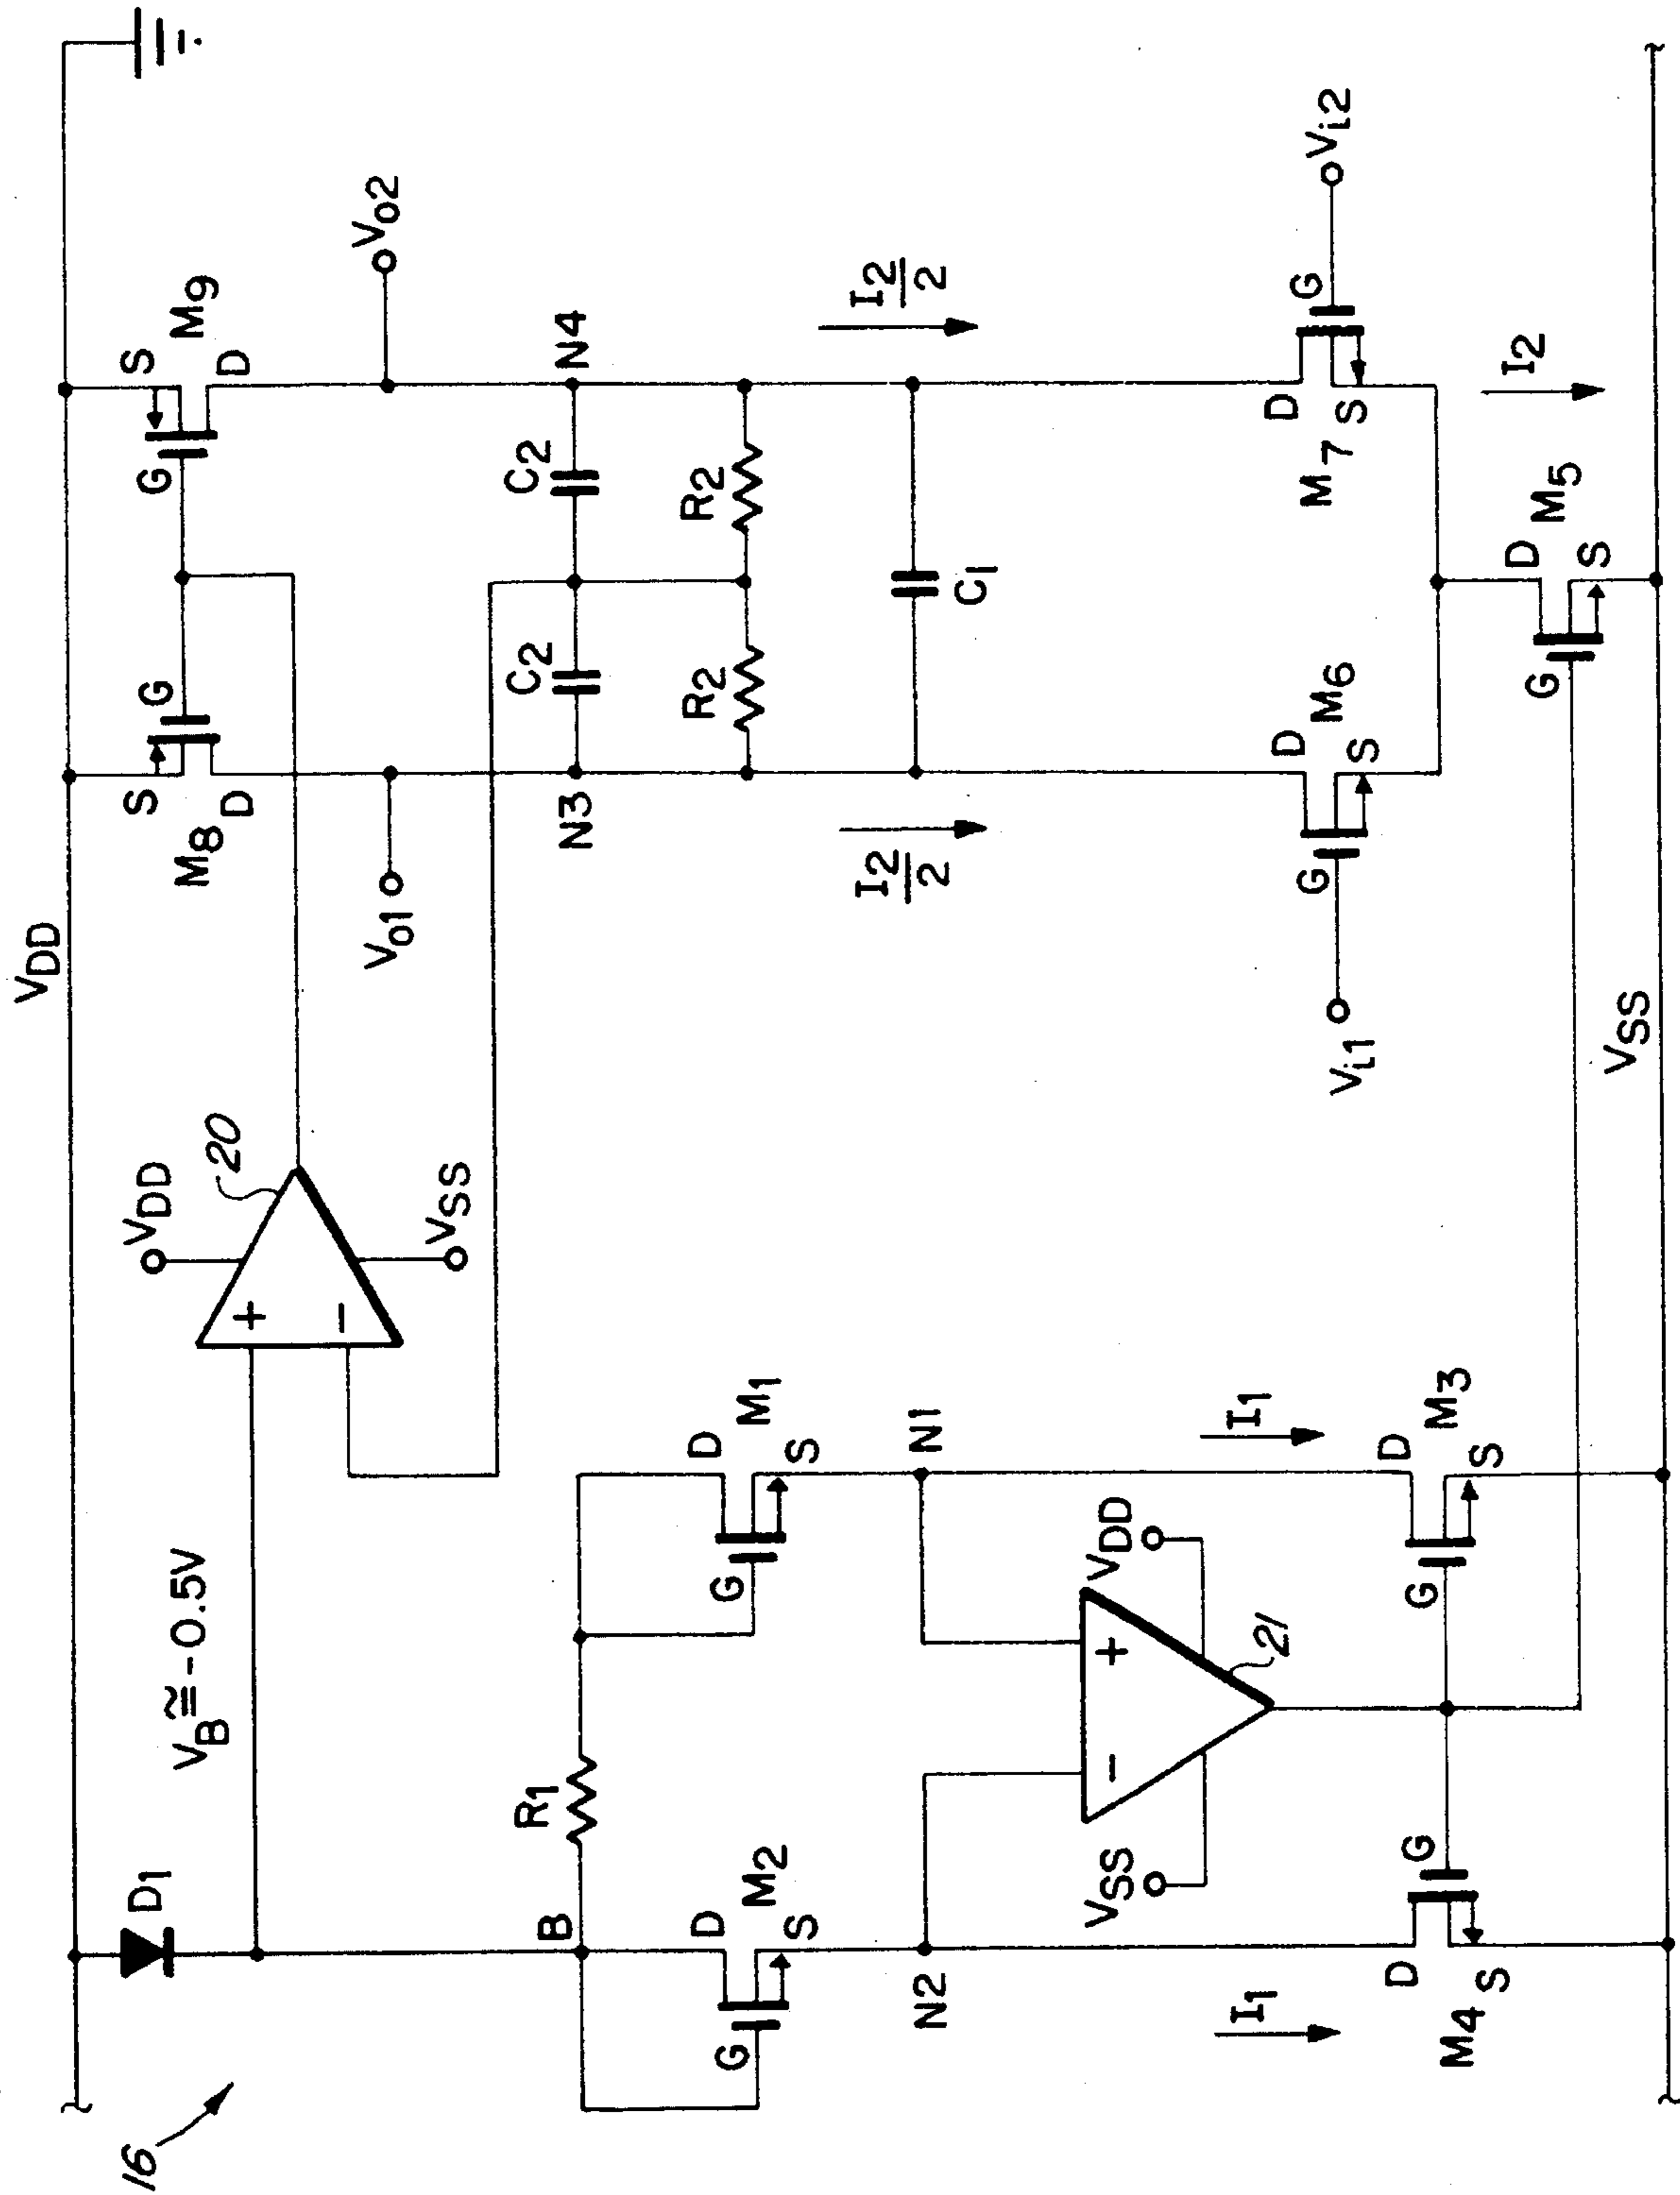 16
VDD
D1
VB ≅ -0.5V
VDD
20
+
-
VSS
S
G
M8
D
G
S
M9
D
Vo1
Vo2
B
R1
G
D
M2
S
G
D
M1
S
N2
N1
N3
C2
C2
N4
R2
R2
C1
VSS
-
+
VDD
21
I1
I1
I2/2
I2/2
D
G
M4
S
G
D
M3
S
Vi1
G
D
M6
S
D
G
M7
S
Vi2
I2
G
D
M5
S
VSS